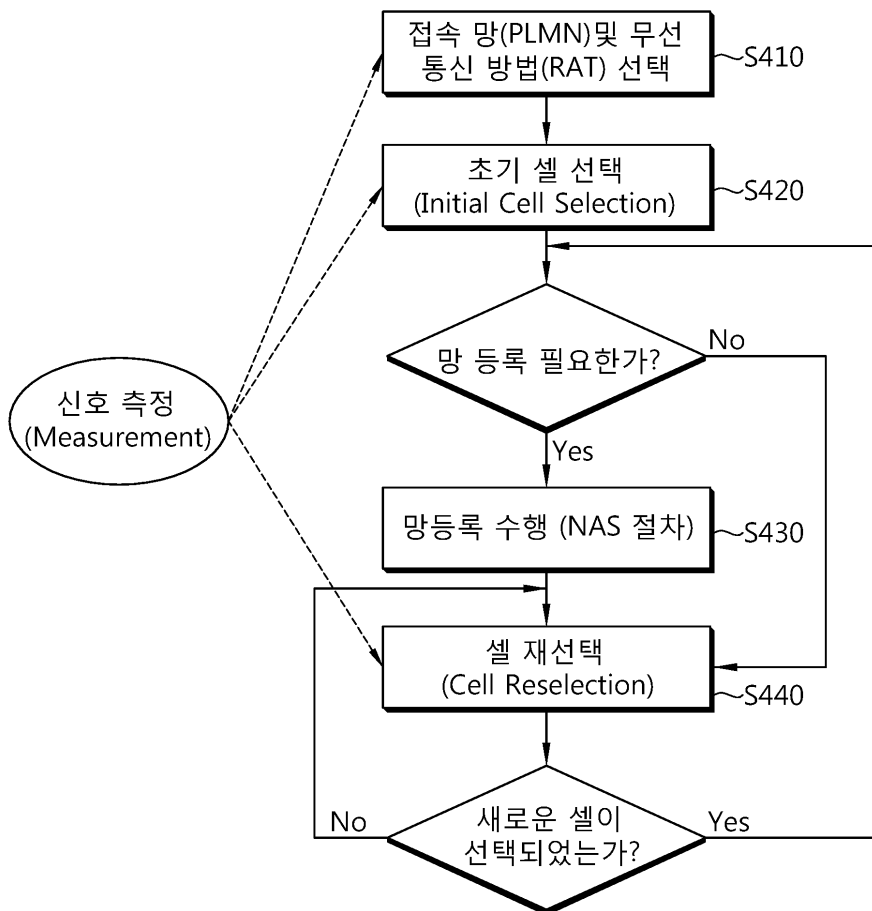 접속 망(PLMN)및 무선
통신 방법(RAT) 선택
S410
초기 셀 선택
(Initial Cell Selection)
S420
망 등록 필요한가?
No
Yes
신호 측정
(Measurement)
망등록 수행 (NAS 절차)
S430
셀 재선택
(Cell Reselection)
S440
새로운 셀이
선택되었는가?
No
Yes